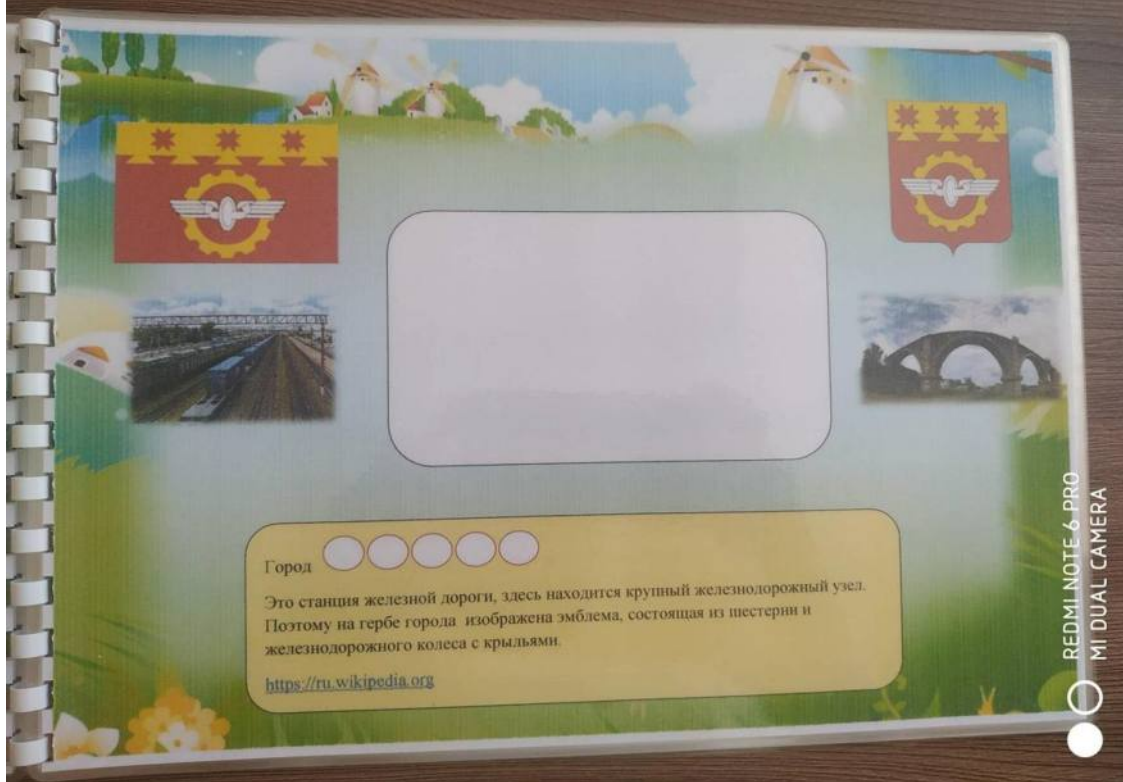 Город
Это станция железной дороги, здесь находится крупный железнодорожный узел.
Поэтому на гербе города изображена эмблема, состоящая из шестерни и
железнодорожного колеса с крыльями.
https://ru.wikipedia.org
REDMI NOTE 6 PRO
MI DUAL CAMERA